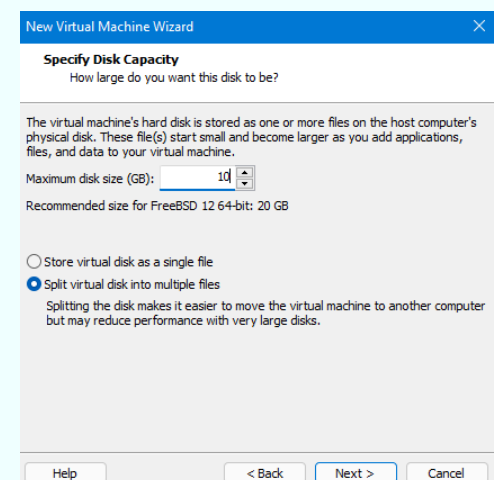 New Virtual Machine Wizard
Specify Disk Capacity
How large do you want this disk to be?
The virtual machine's hard disk is stored as one or more files on the host computer's
physical disk. These file(s) start small and become larger as you add applications,
files, and data to your virtual machine.
Maximum disk size (GB): 10
Recommended size for FreeBSD 12 64-bit: 20 GB
Store virtual disk as a single file
Split virtual disk into multiple files
Splitting the disk makes it easier to move the virtual machine to another computer
but may reduce performance with very large disks.
Help < Back Next > Cancel